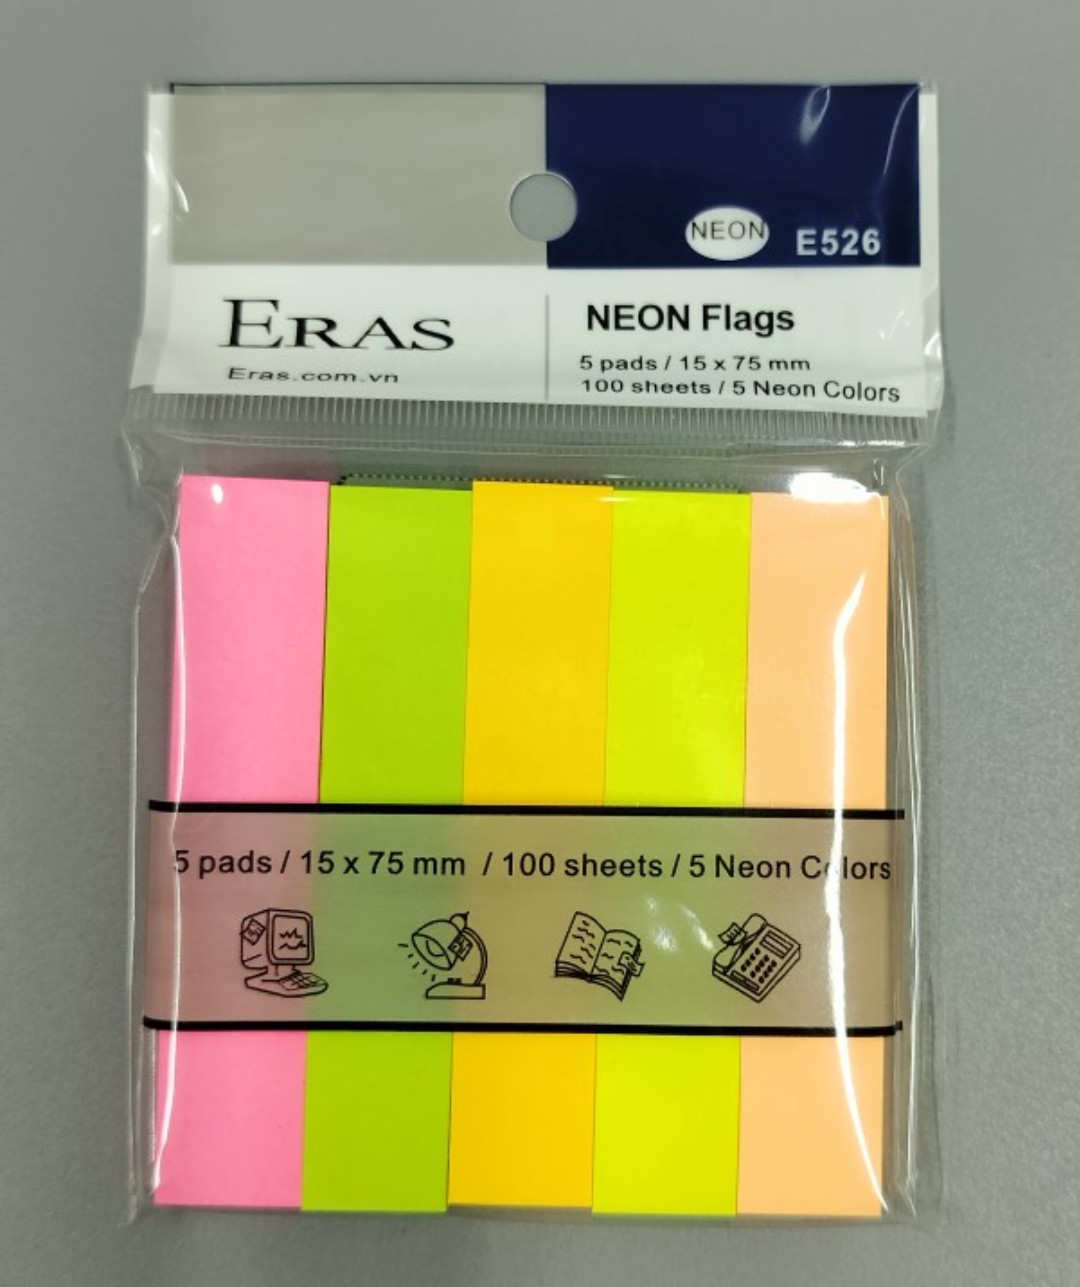 NEON
E526
ERAS
Eras.com.vn
NEON Flags
5 pads / 15 x 75 mm
100 sheets / 5 Neon Colors
5 pads / 15 x 75 mm / 100 sheets / 5 Neon Colors